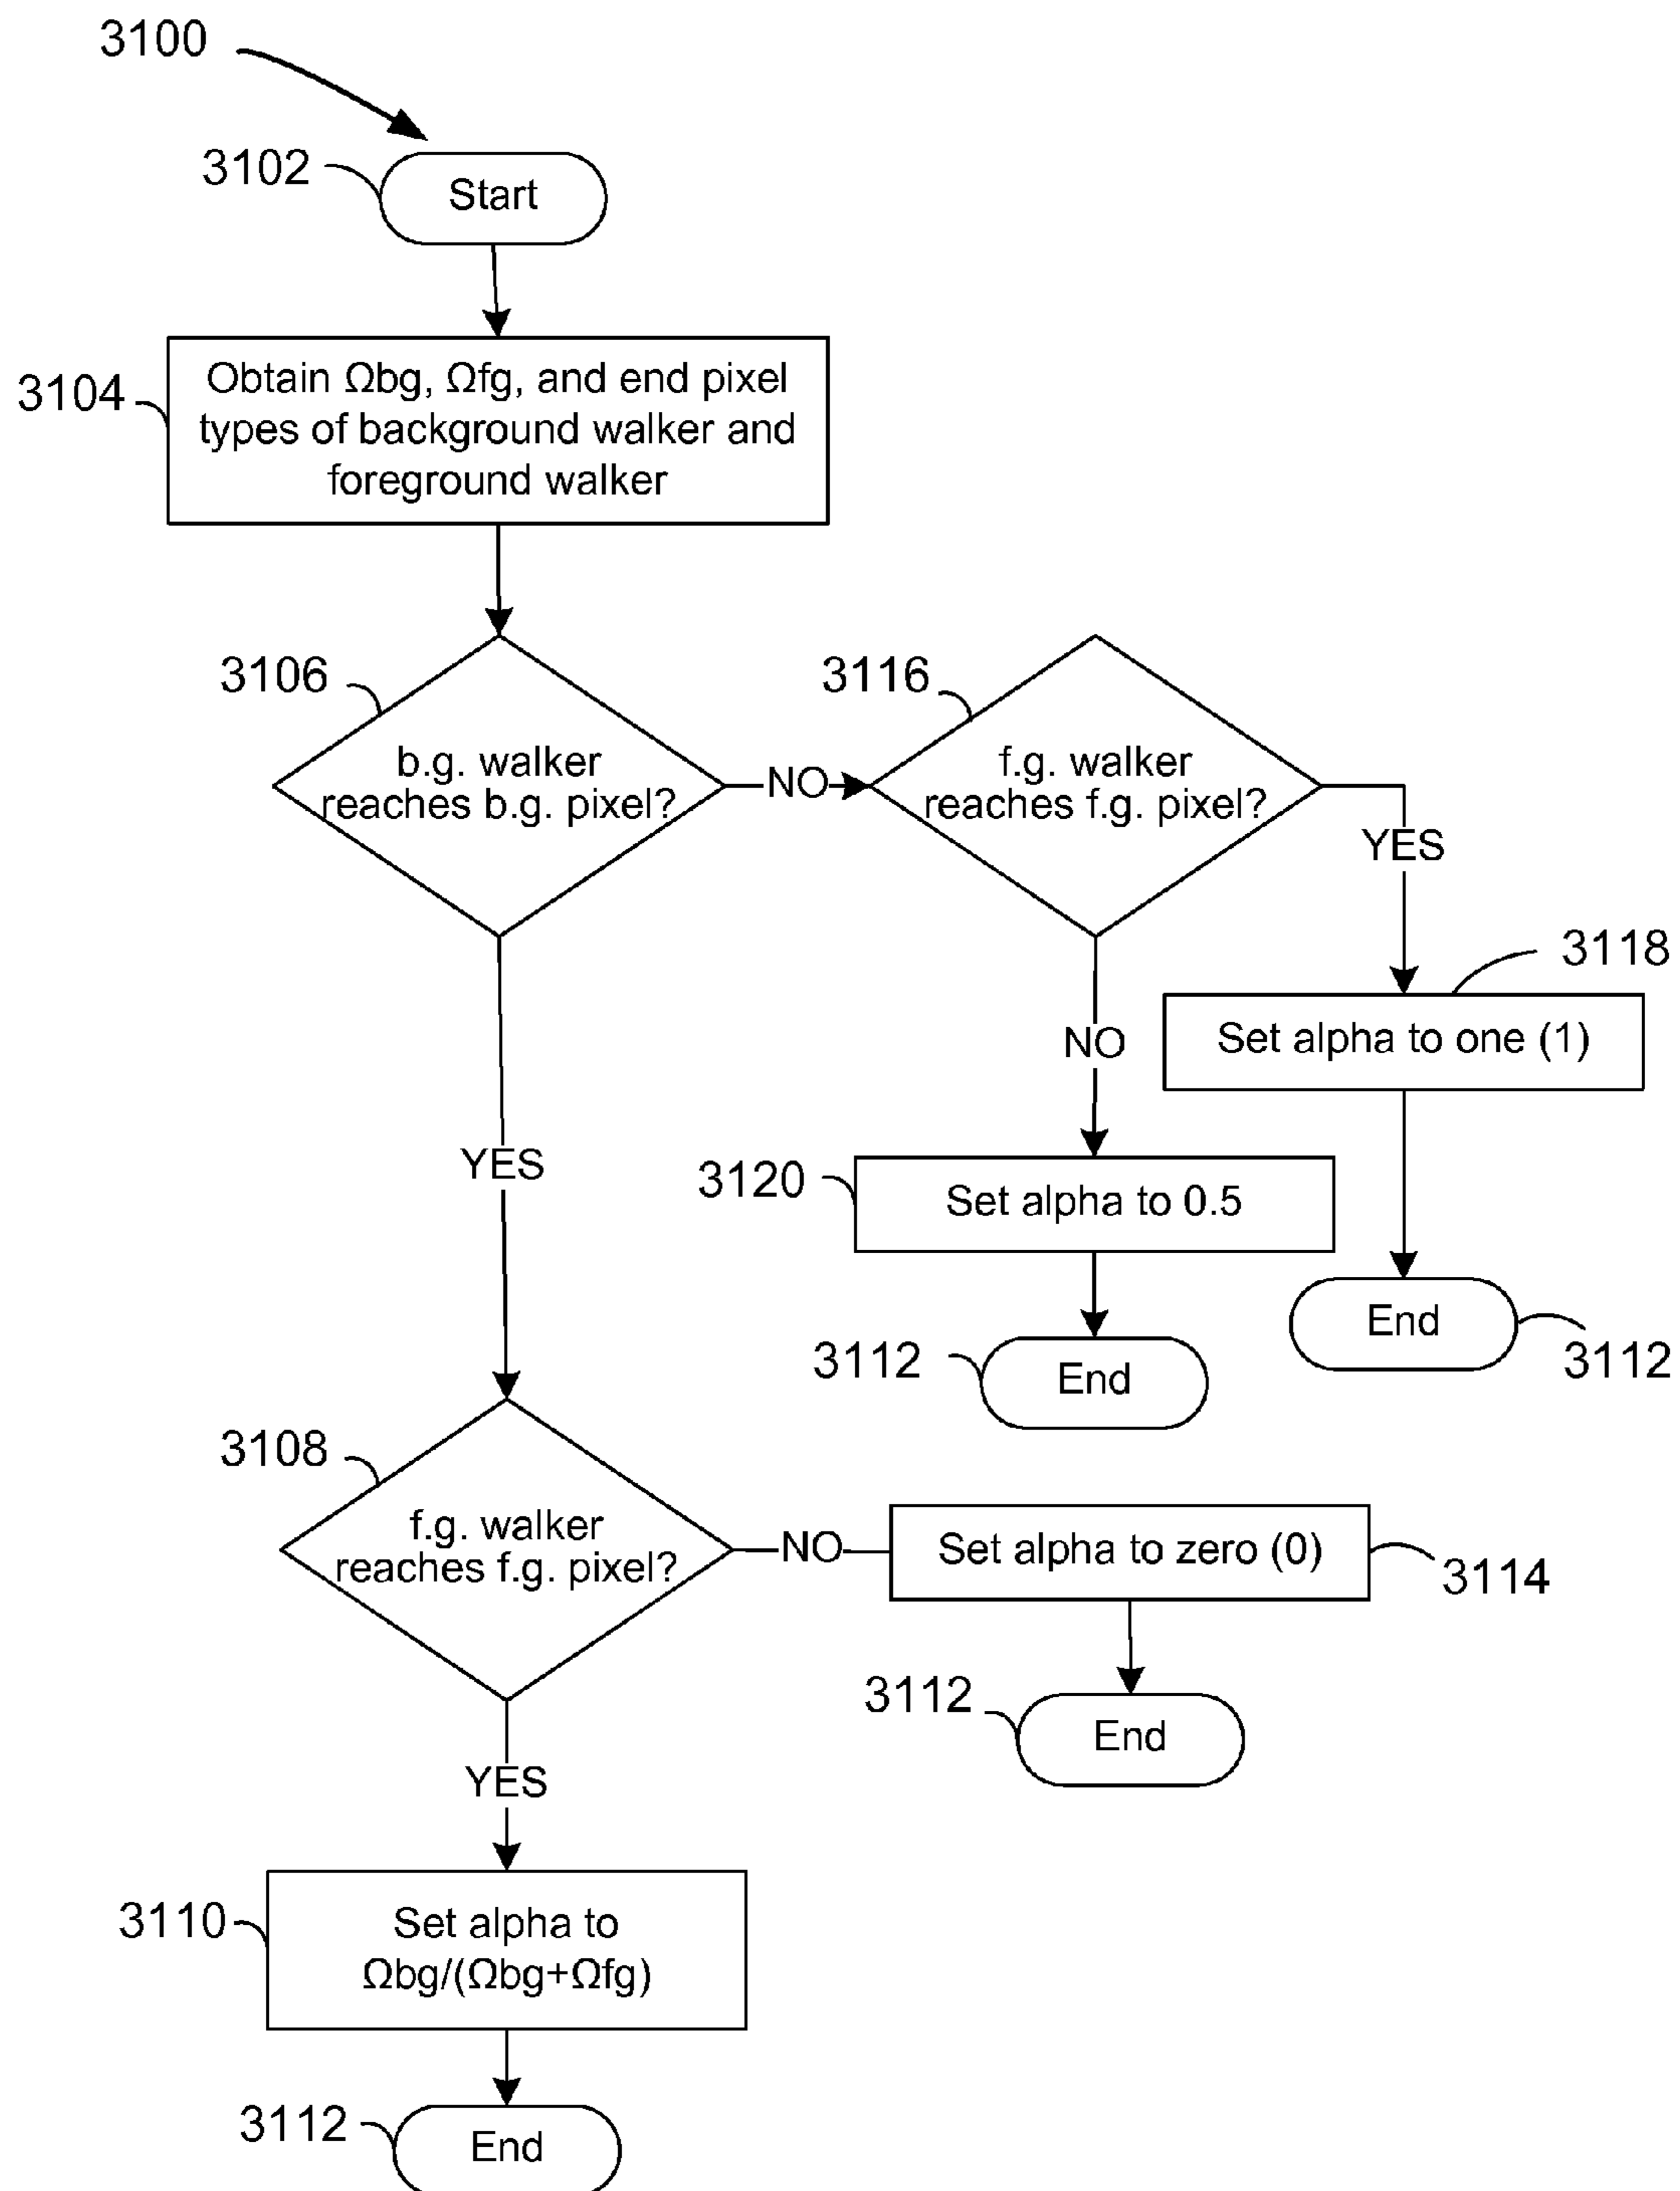 3100
3102
Start
3104
Obtain Ωbg, Ωfg, and end pixel
types of background walker and
foreground walker
3106
b.g. walker
reaches b.g. pixel?
NO
3116
f.g. walker
reaches f.g. pixel?
YES
3118
Set alpha to one (1)
NO
YES
3120
Set alpha to 0.5
End
3112
3112
End
3108
f.g. walker
reaches f.g. pixel?
NO
Set alpha to zero (0)
3114
3112
End
YES
3110
Set alpha to
Ωbg/(Ωbg+Ωfg)
3112
End